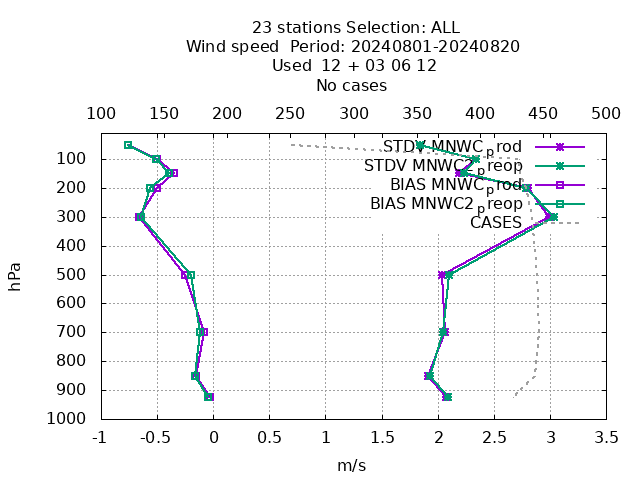 23 stations Selection: ALL
Wind speed  Period: 20240801-20240820
Used  12 + 03 06 12
No cases
100 150 200 250 300 350 400 450 500
STDV MNWC_prod
STDV MNWC2_preop
BIAS MNWC_prod
BIAS MNWC2_preop
CASES
100
200
300
400
500
600
700
800
900
1000
hPa
-1 -0.5 0 0.5 1 1.5 2 2.5 3 3.5
m/s